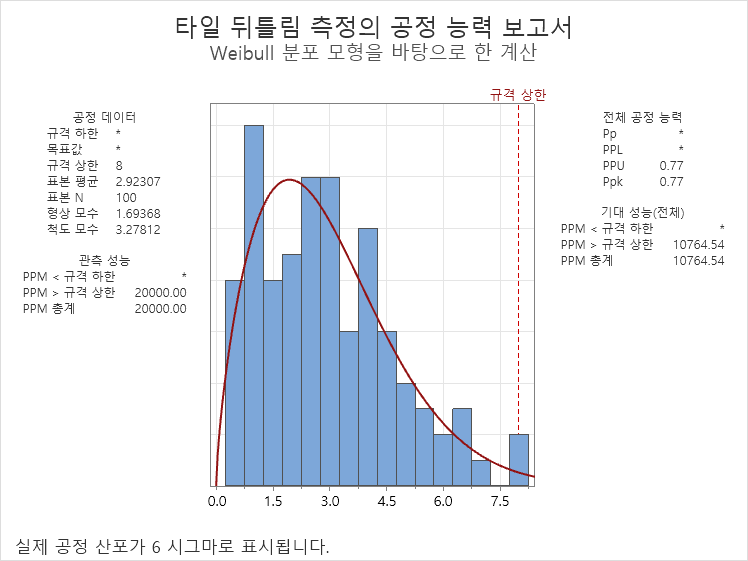 타일 뒤틀림 측정의 공정 능력 보고서
Weibull 분포 모형을 바탕으로 한 계산
규격 상한
공정 데이터
규격 하한 *
목표값 *
규격 상한 8
표본 평균 2.92307
표본 N 100
형상 모수 1.69368
척도 모수 3.27812
관측 성능
PPM < 규격 하한 *
PPM > 규격 상한 20000.00
PPM 총계 20000.00
전체 공정 능력
Pp *
PPL *
PPU 0.77
Ppk 0.77
기대 성능(전체)
PPM < 규격 하한 *
PPM > 규격 상한 10764.54
PPM 총계 10764.54
0.0 1.5 3.0 4.5 6.0 7.5
실제 공정 산포가 6 시그마로 표시됩니다.